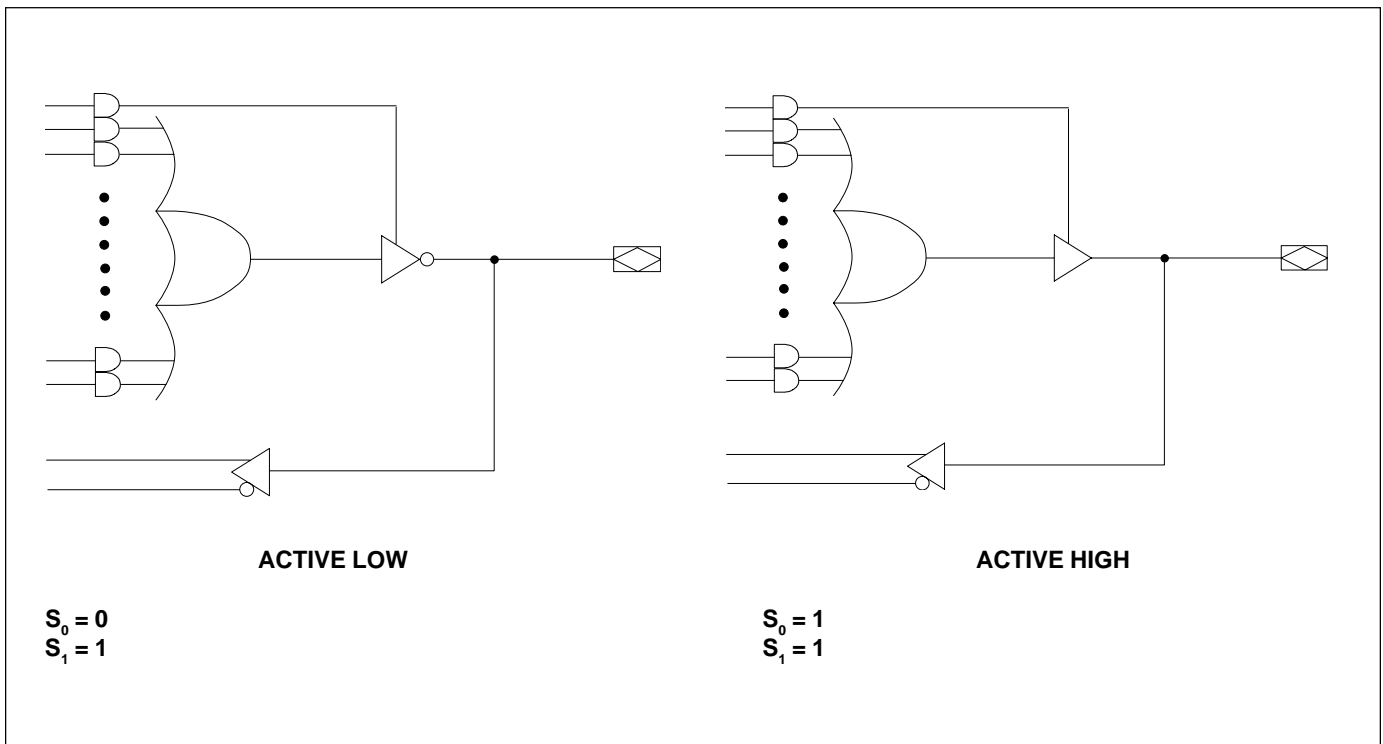 ACTIVE LOW
ACTIVE HIGH
S₀ = 0
S₁ = 1
S₀ = 1
S₁ = 1